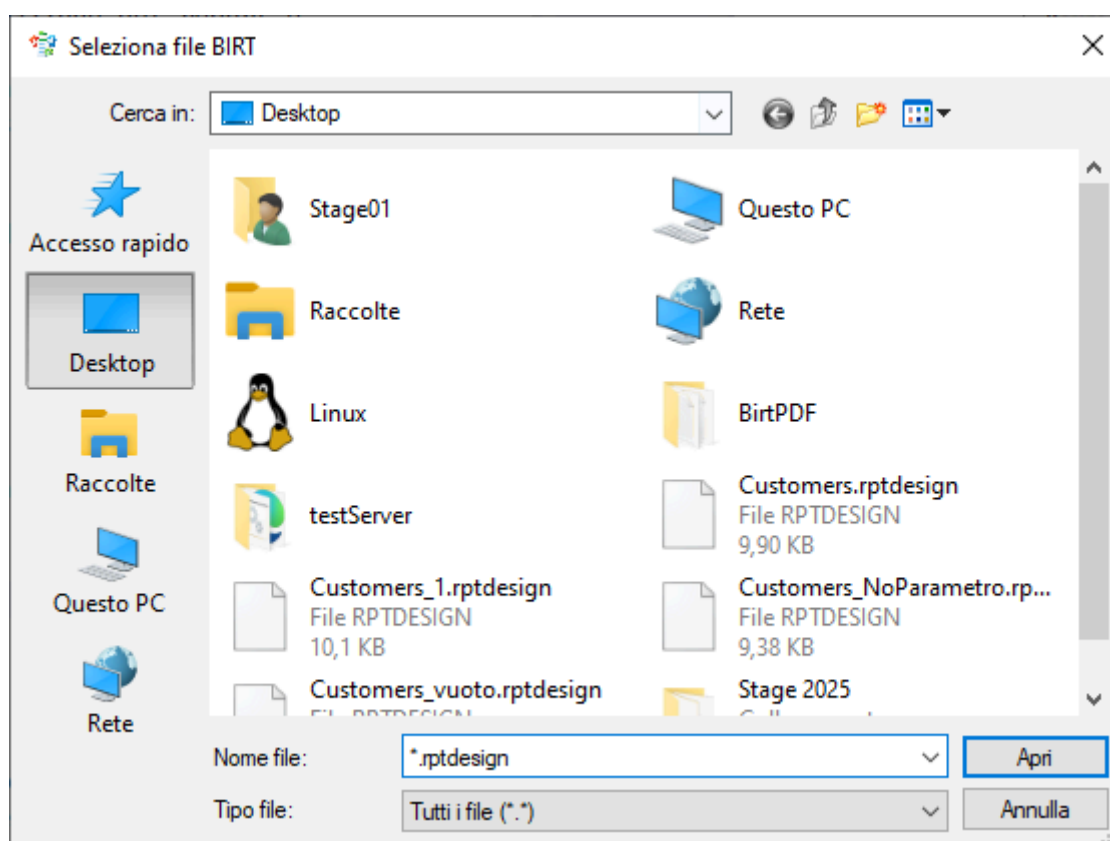 Seleziona file BIRT
Cerca in:
Desktop
Accesso rapido
Desktop
Raccolte
Questo PC
Rete
Stage01
Questo PC
Raccolte
Rete
Linux
BirtPDF
testServer
Customers.rptdesign
File RPTDESIGN
9,90 KB
Customers_1.rptdesign
File RPTDESIGN
10,1 KB
Customers_NoParametro.rp...
File RPTDESIGN
9,38 KB
Customers_vuoto.rptdesign
File RPTDESIGN
Stage 2025
Nome file:
*.rptdesign
Apri
Tipo file:
Tutti i file (*.*)
Annulla